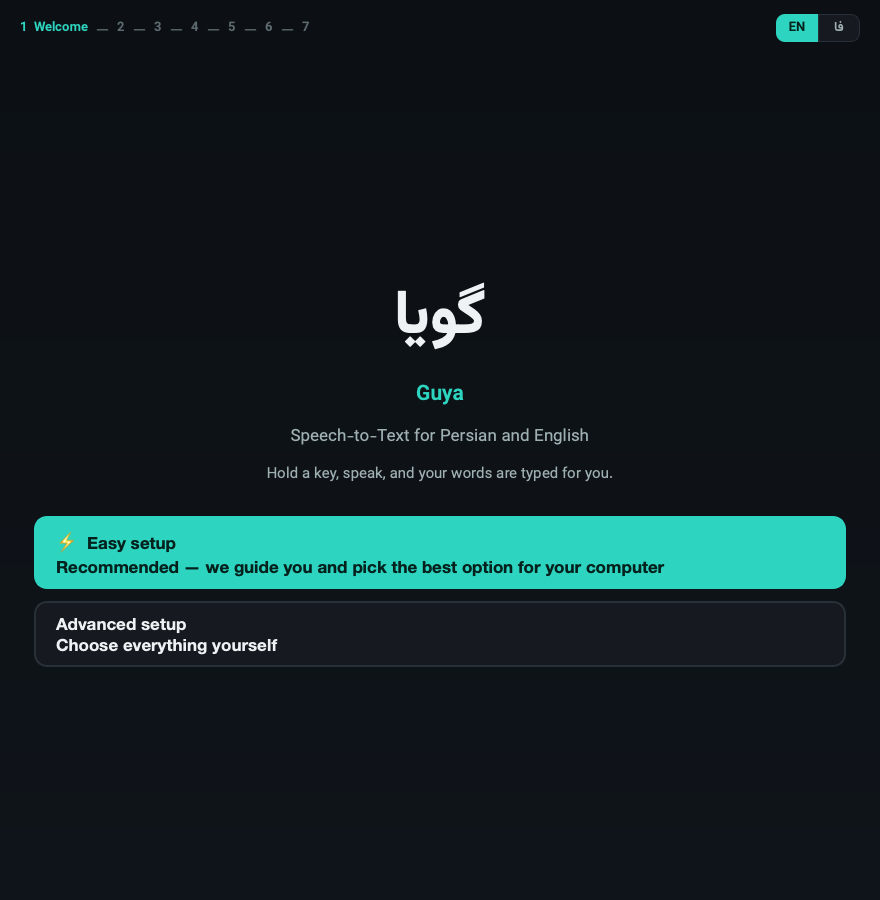 1 Welcome — 2 — 3 — 4 — 5 — 6 — 7
EN فا
گویا
Guya
Speech-to-Text for Persian and English
Hold a key, speak, and your words are typed for you.
⚡ Easy setup
Recommended — we guide you and pick the best option for your computer
Advanced setup
Choose everything yourself